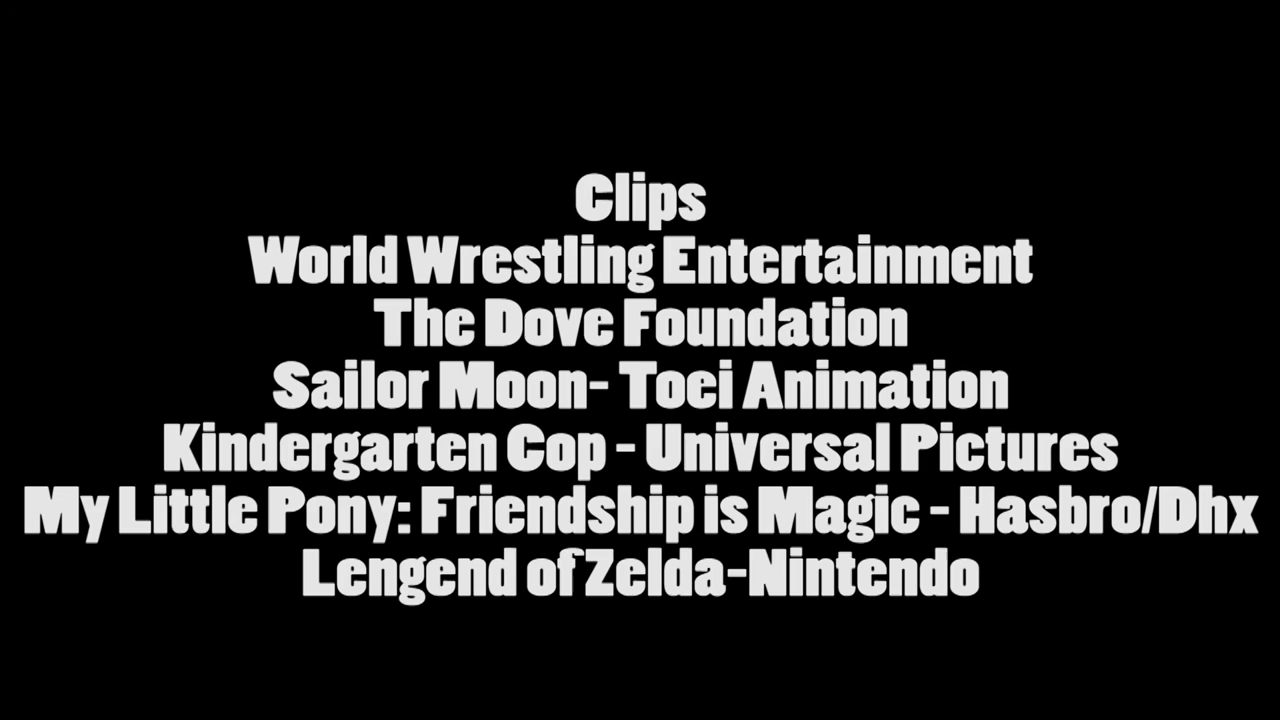 Clips
World Wrestling Entertainment
The Dove Foundation
Sailor Moon- Toei Animation
Kindergarten Cop - Universal Pictures
My Little Pony: Friendship is Magic - Hasbro/Dhx
Lengend of Zelda-Nintendo